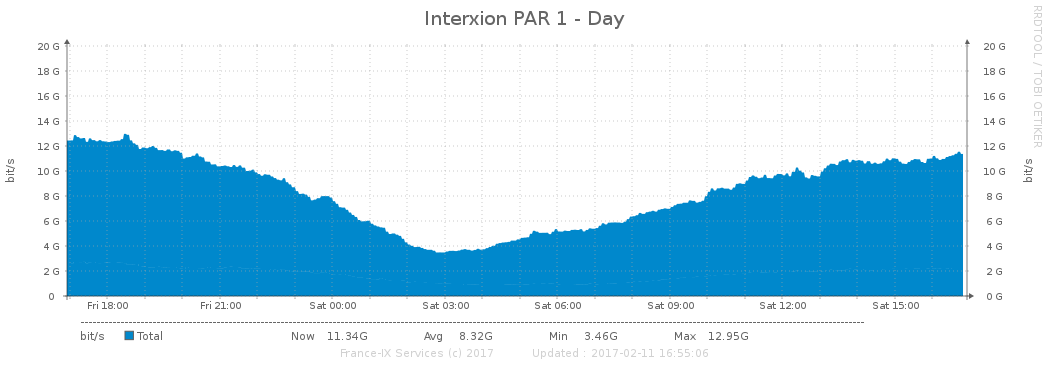 Interxion PAR 1 - Day
RRDTOOL / TOBI OETIKER
bit/s
20 G
18 G
16 G
14 G
12 G
10 G
8 G
6 G
4 G
2 G
0
20 G
18 G
16 G
14 G
12 G
10 G
8 G
6 G
4 G
2 G
0 G
bit/s
Fri 18:00 Fri 21:00 Sat 00:00 Sat 03:00 Sat 06:00 Sat 09:00 Sat 12:00 Sat 15:00
bit/s Total Now 11.34G Avg 8.32G Min 3.46G Max 12.95G
France-IX Services (c) 2017 Updated : 2017-02-11 16:55:06